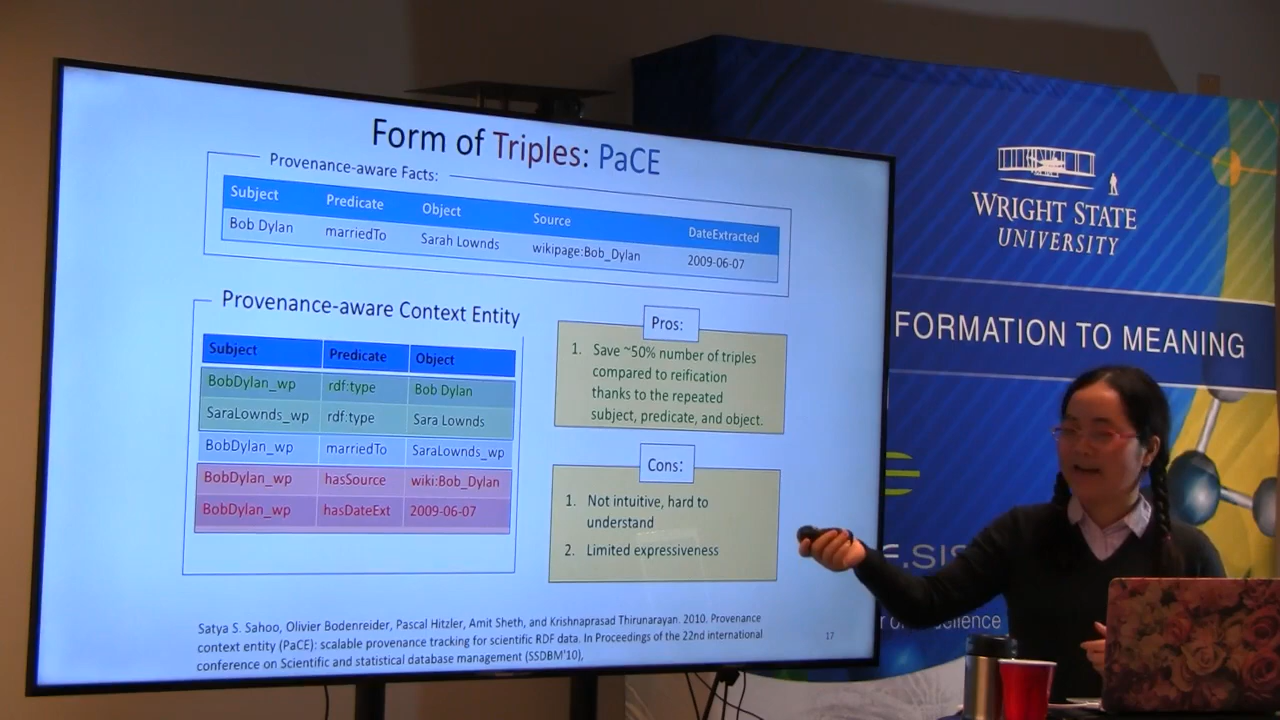 Form of Triples: PaCE
Provenance-aware Facts:
Subject Predicate Object Source DateExtracted
Bob Dylan marriedTo Sarah Lownds wikipage:Bob_Dylan 2009-06-07
Provenance-aware Context Entity
Subject Predicate Object
BobDylan_wp rdf:type Bob Dylan
SaraLownds_wp rdf:type Sara Lownds
BobDylan_wp marriedTo SaraLownds_wp
BobDylan_wp hasSource wiki:Bob_Dylan
BobDylan_wp hasDateExt 2009-06-07
Pros:
1. Save ~50% number of triples
compared to reification
thanks to the repeated
subject, predicate, and object.
Cons:
1. Not intuitive, hard to
understand
2. Limited expressiveness
Satya S. Sahoo, Olivier Bodenreider, Pascal Hitzler, Amit Sheth, and Krishnaprasad Thirunarayan. 2010. Provenance
context entity (PaCE): scalable provenance tracking for scientific RDF data. In Proceedings of the 22nd international
conference on Scientific and statistical database management (SSDBM'10),
17
WRIGHT STATE
UNIVERSITY
FORMATION TO MEANING